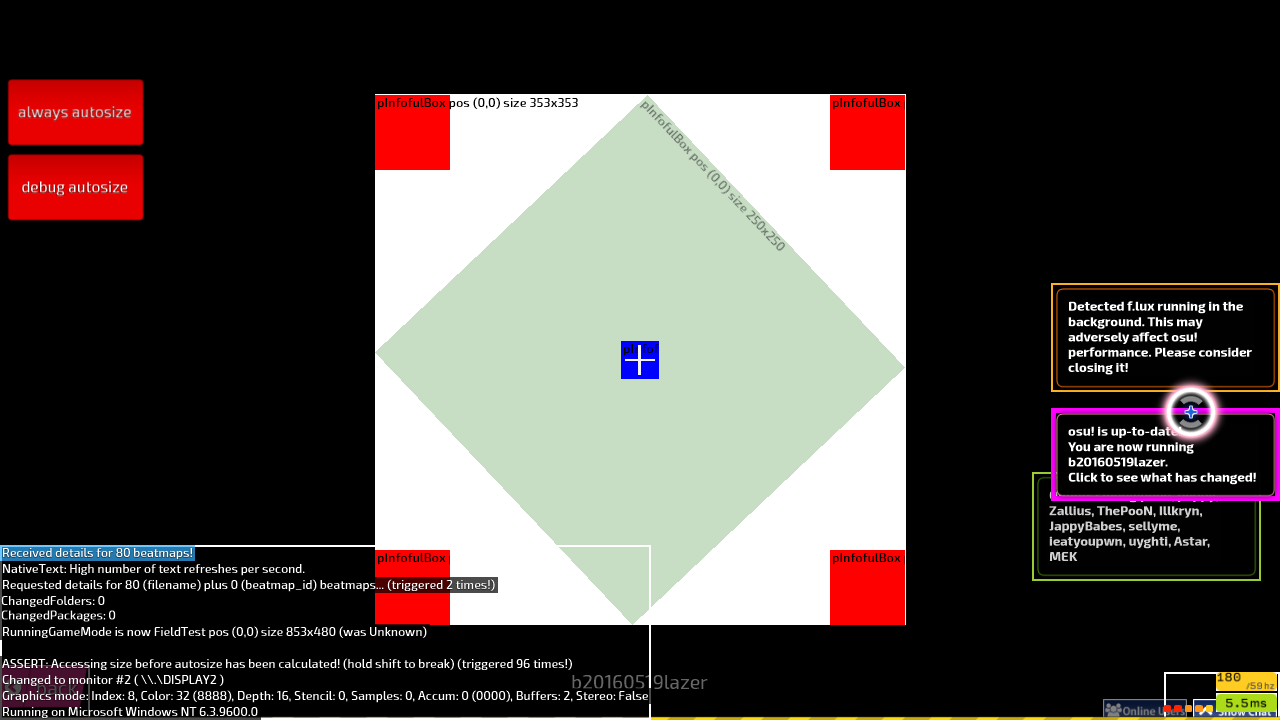 always autosize
debug autosize
pInfofulBox pos (0,0) size 353x353
pInfofulBox
pInfofulBox pos (0,0) size 250x250
Detected f.lux running in the
background. This may
adversely affect osu!
performance. Please consider
closing it!
osu! is up-to-date!
You are now running
b20160519lazer.
Click to see what has changed!
Zallius, ThePooN, Illkryn,
JappyBabes, sellyme,
ieatyoupwn, uyghti, Astar,
MEK
pInfofulBox
pInfofulBox
Received details for 80 beatmaps!
NativeText: High number of text refreshes per second.
Requested details for 80 (filename) plus 0 (beatmap_id) beatmaps... (triggered 2 times!)
ChangedFolders: 0
ChangedPackages: 0
RunningGameMode is now FieldTest pos (0,0) size 853x480 (was Unknown)
ASSERT: Accessing size before autosize has been calculated! (hold shift to break) (triggered 96 times!)
Changed to monitor #2 ( \\.\DISPLAY2 )
Graphics mode: Index: 8, Color: 32 (8888), Depth: 16, Stencil: 0, Samples: 0, Accum: 0 (0000), Buffers: 2, Stereo: False
Running on Microsoft Windows NT 6.3.9600.0
back
b20160519lazer
180
/59hz
5.5ms
Online Users
Show Chat